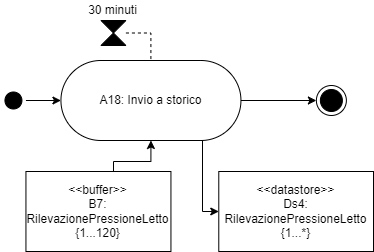 30 minuti
A18: Invio a storico
<<buffer>>
B7:
RilevazionePressioneLetto
{1...120}
<<datastore>>
Ds4:
RilevazionePressioneLetto
{1...*}